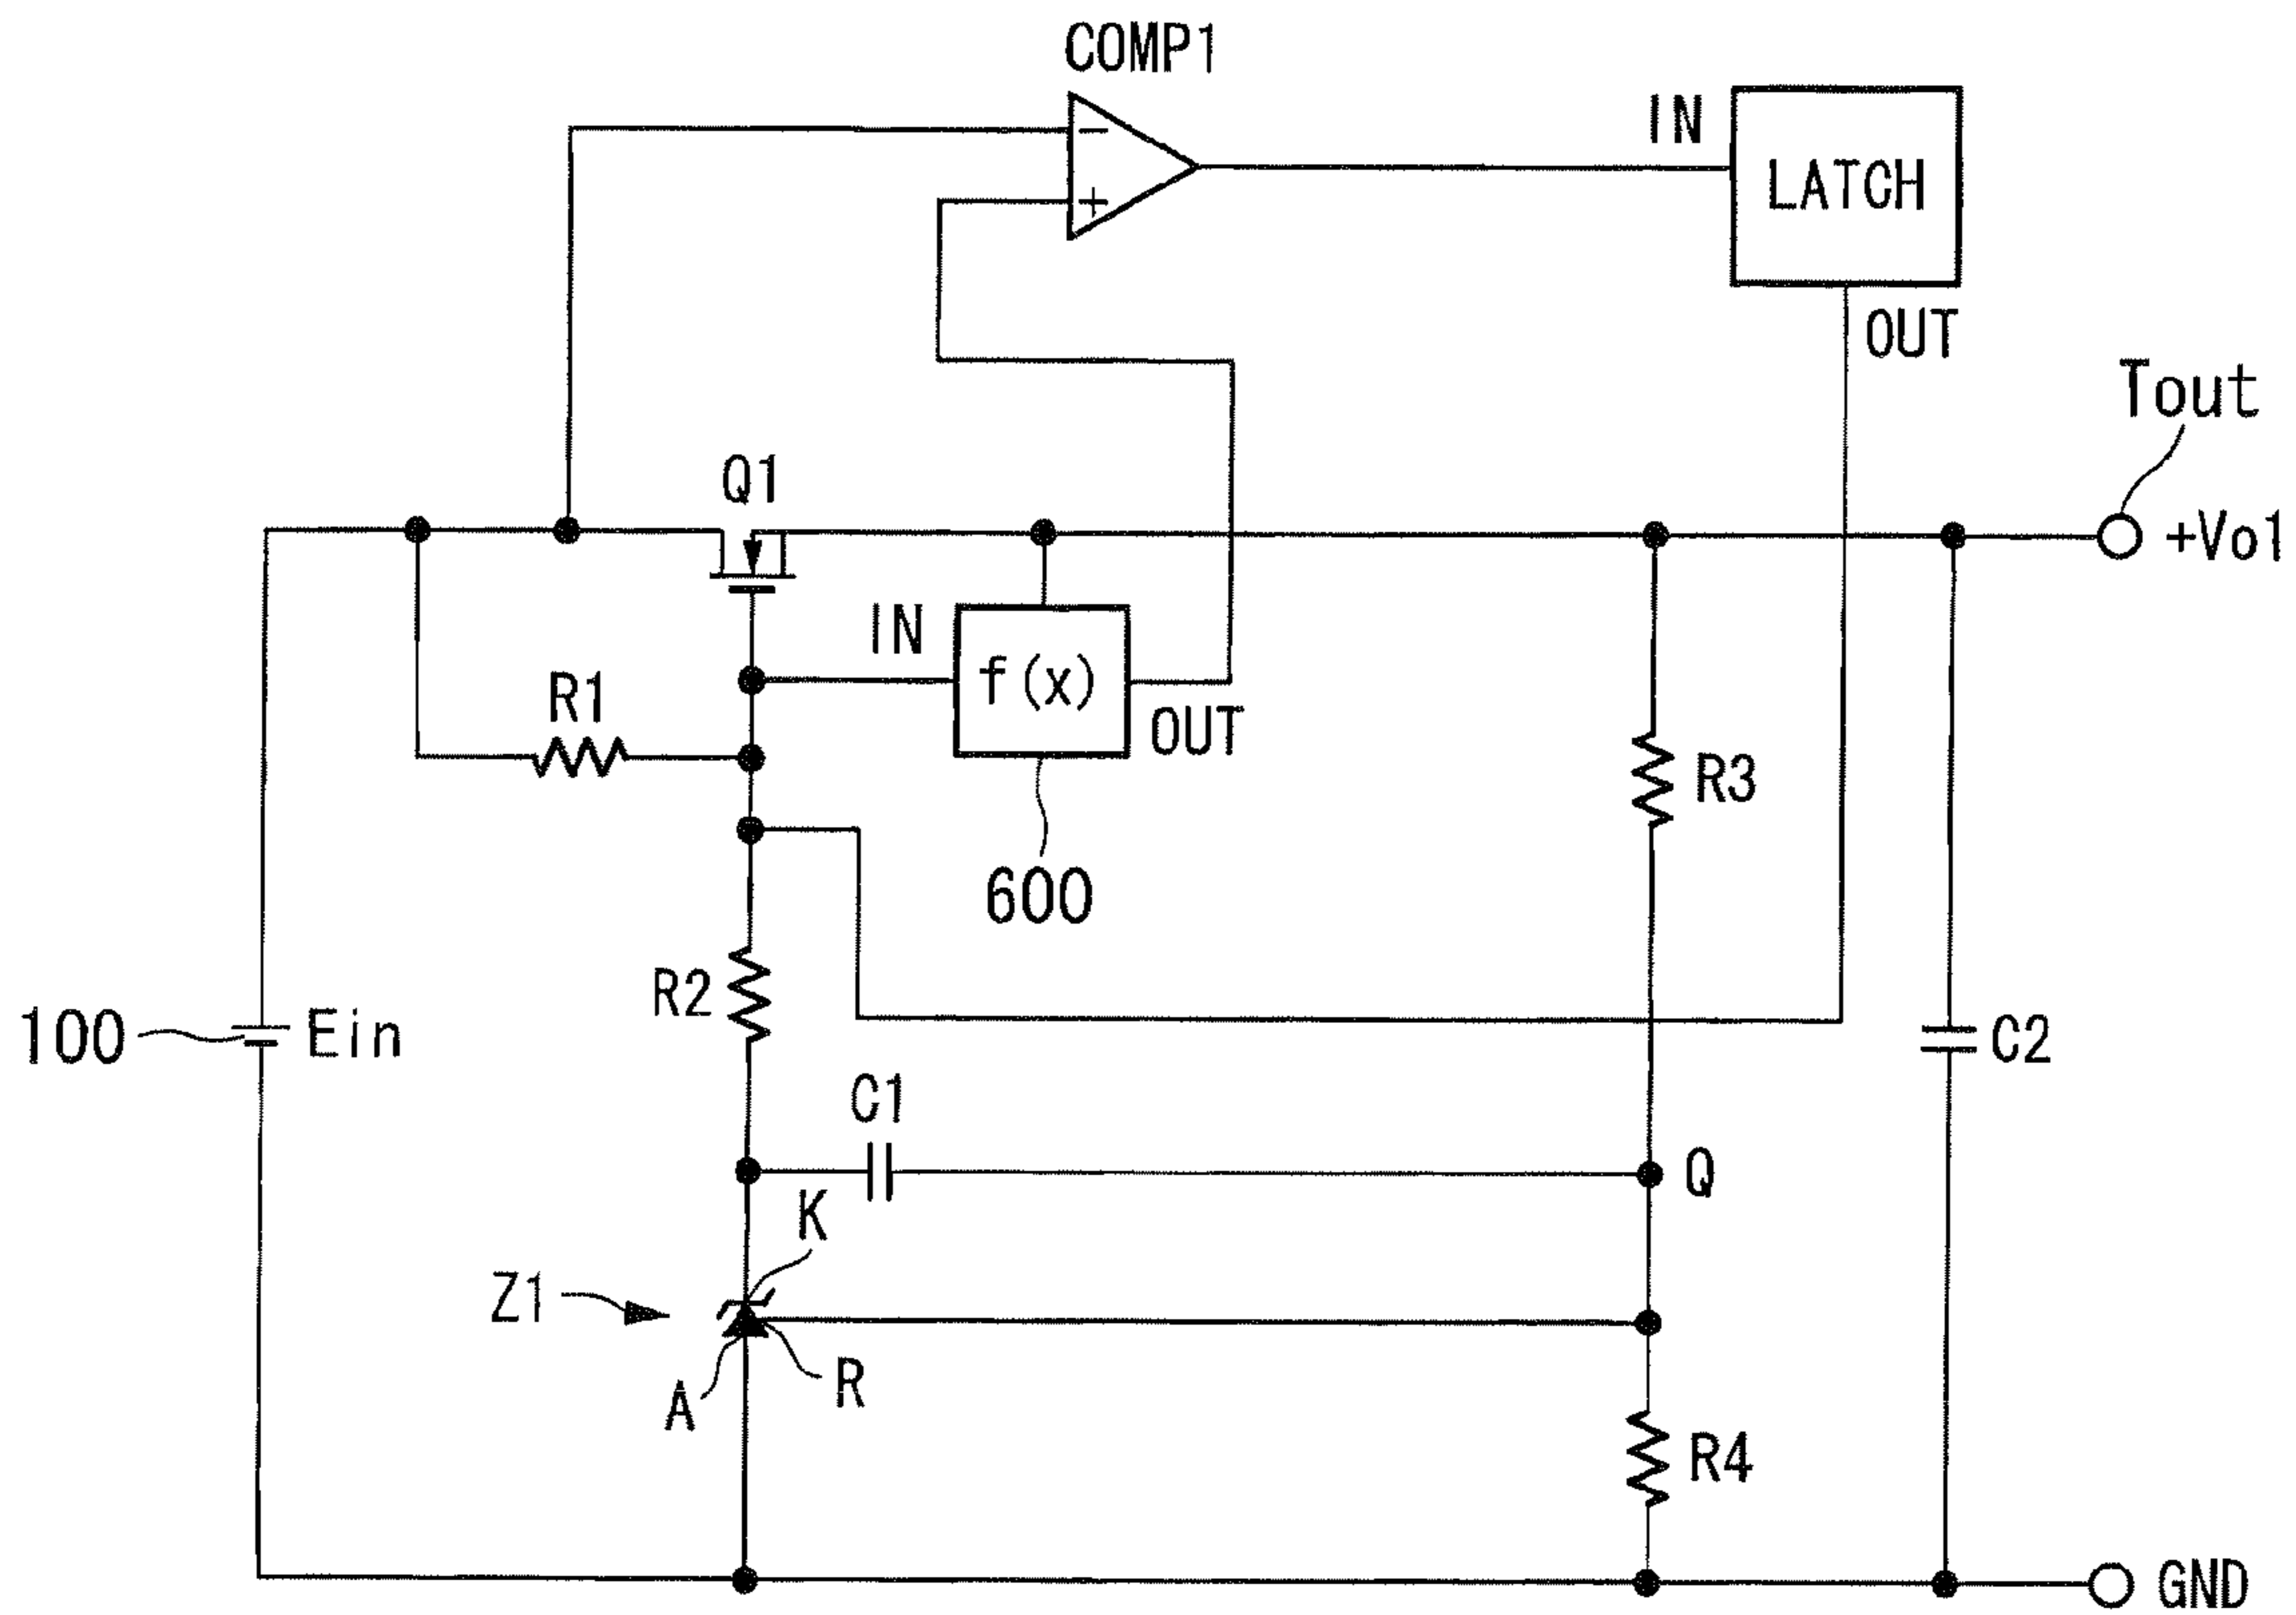 COMP1
IN
−
LATCH
+
OUT
Tout
Q1
+Vo1
IN
f(x)
R1
OUT
R3
600
R2
100
Ein
C2
C1
Q
K
Z1
A
R
R4
GND